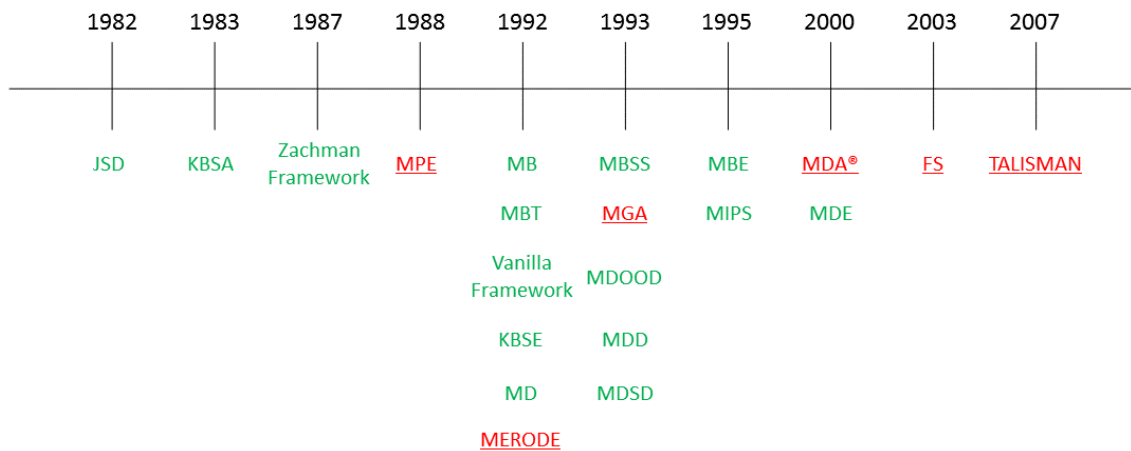 1982 1983 1987 1988 1992 1993 1995 2000 2003 2007
JSD KBSA Zachman Framework MPE MB MBSS MBE MDA® FS TALISMAN
MBT MGA MIPS MDE
Vanilla Framework MDOOD
KBSE MDD
MD MDSD
MERODE